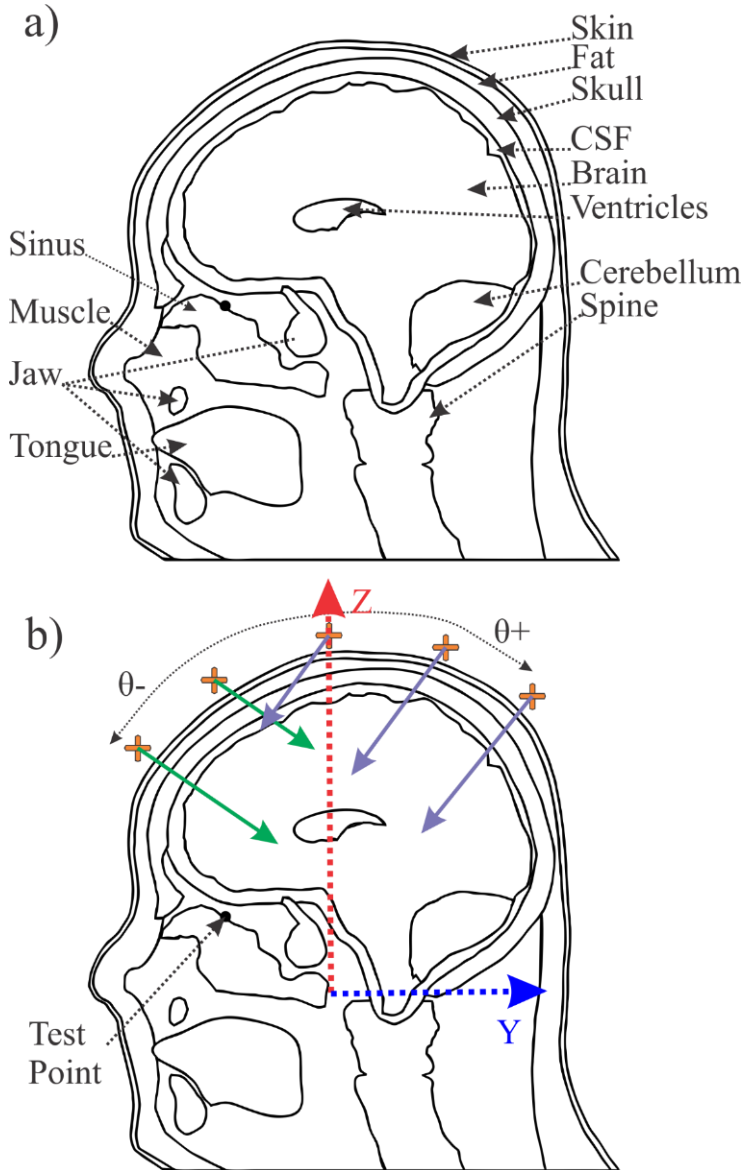 a)
Skin
Fat
Skull
CSF
Brain
Ventricles
Sinus
Cerebellum
Muscle
Spine
Jaw
Tongue
b)
Z
θ+
θ-
Test
Point
Y